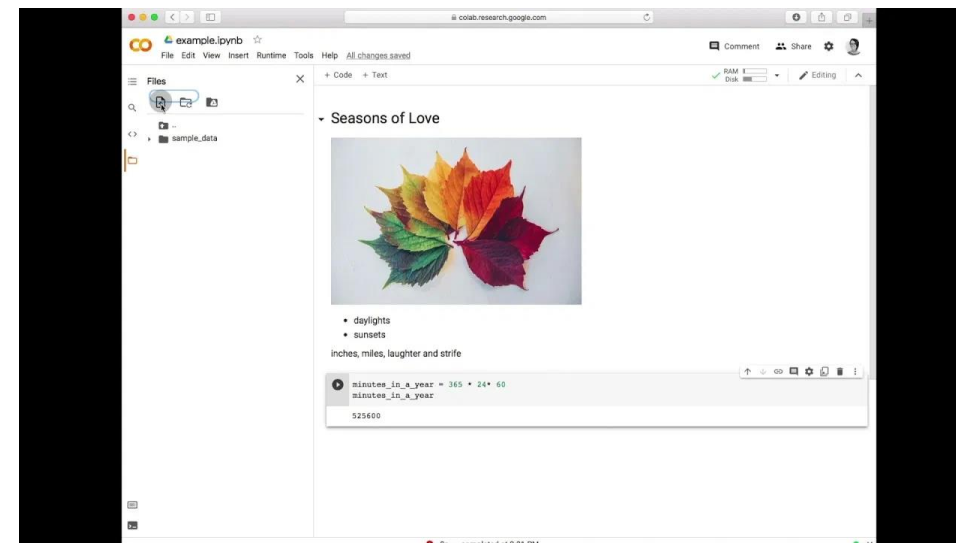 colab.research.google.com
CO example.ipynb
File Edit View Insert Runtime Tools Help All changes saved
Comment Share
Files
+ Code + Text
RAM
Disk
Editing
..
sample_data
Seasons of Love
• daylights
• sunsets
inches, miles, laughter and strife
minutes_in_a_year = 365 * 24* 60
minutes_in_a_year
525600